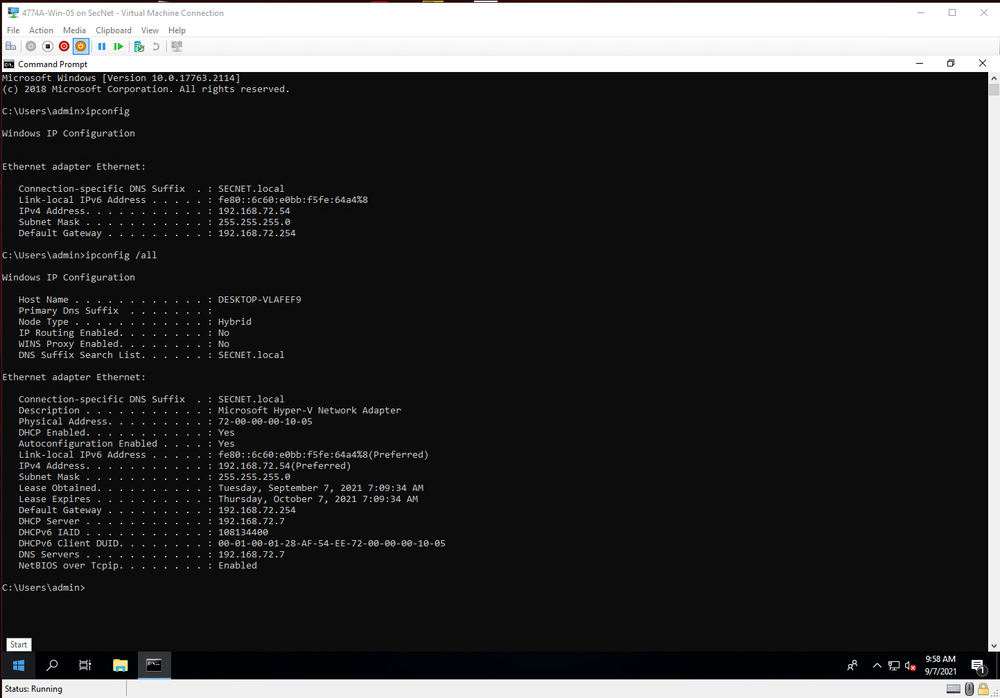 4774A-Win-05 on SecNet - Virtual Machine Connection
File Action Media Clipboard View Help
Command Prompt
Microsoft Windows [Version 10.0.17763.2114]
(c) 2018 Microsoft Corporation. All rights reserved.
C:\Users\admin>ipconfig
Windows IP Configuration
Ethernet adapter Ethernet:
Connection-specific DNS Suffix  . : SECNET.local
Link-local IPv6 Address . . . . . : fe80::6c60:e0bb:f5fe:64a4%8
IPv4 Address. . . . . . . . . . . : 192.168.72.54
Subnet Mask . . . . . . . . . . . : 255.255.255.0
Default Gateway . . . . . . . . . : 192.168.72.254
C:\Users\admin>ipconfig /all
Windows IP Configuration
Host Name . . . . . . . . . . . . : DESKTOP-VLAFEF9
Primary Dns Suffix  . . . . . . . :
Node Type . . . . . . . . . . . . : Hybrid
IP Routing Enabled. . . . . . . . : No
WINS Proxy Enabled. . . . . . . . : No
DNS Suffix Search List. . . . . . : SECNET.local
Ethernet adapter Ethernet:
Connection-specific DNS Suffix  . : SECNET.local
Description . . . . . . . . . . . : Microsoft Hyper-V Network Adapter
Physical Address. . . . . . . . . : 72-00-00-00-10-05
DHCP Enabled. . . . . . . . . . . : Yes
Autoconfiguration Enabled . . . . : Yes
Link-local IPv6 Address . . . . . : fe80::6c60:e0bb:f5fe:64a4%8(Preferred)
IPv4 Address. . . . . . . . . . . : 192.168.72.54(Preferred)
Subnet Mask . . . . . . . . . . . : 255.255.255.0
Lease Obtained. . . . . . . . . . : Tuesday, September 7, 2021 7:09:34 AM
Lease Expires . . . . . . . . . . : Thursday, October 7, 2021 7:09:34 AM
Default Gateway . . . . . . . . . : 192.168.72.254
DHCP Server . . . . . . . . . . . : 192.168.72.7
DHCPv6 IAID . . . . . . . . . . . : 108134400
DHCPv6 Client DUID. . . . . . . . : 00-01-00-01-28-AF-54-EE-72-00-00-00-10-05
DNS Servers . . . . . . . . . . . : 192.168.72.7
NetBIOS over Tcpip. . . . . . . . : Enabled
C:\Users\admin>
Start
9:58 AM
9/7/2021
1
Status: Running